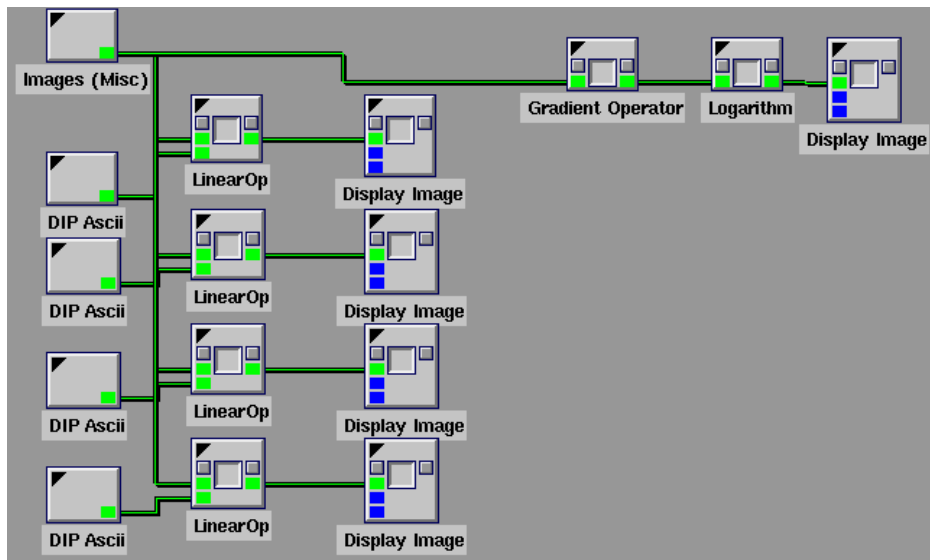 Images (Misc)
Gradient Operator
Logarithm
Display Image
LinearOp
Display Image
DIP Ascii
DIP Ascii
LinearOp
Display Image
DIP Ascii
LinearOp
Display Image
DIP Ascii
LinearOp
Display Image